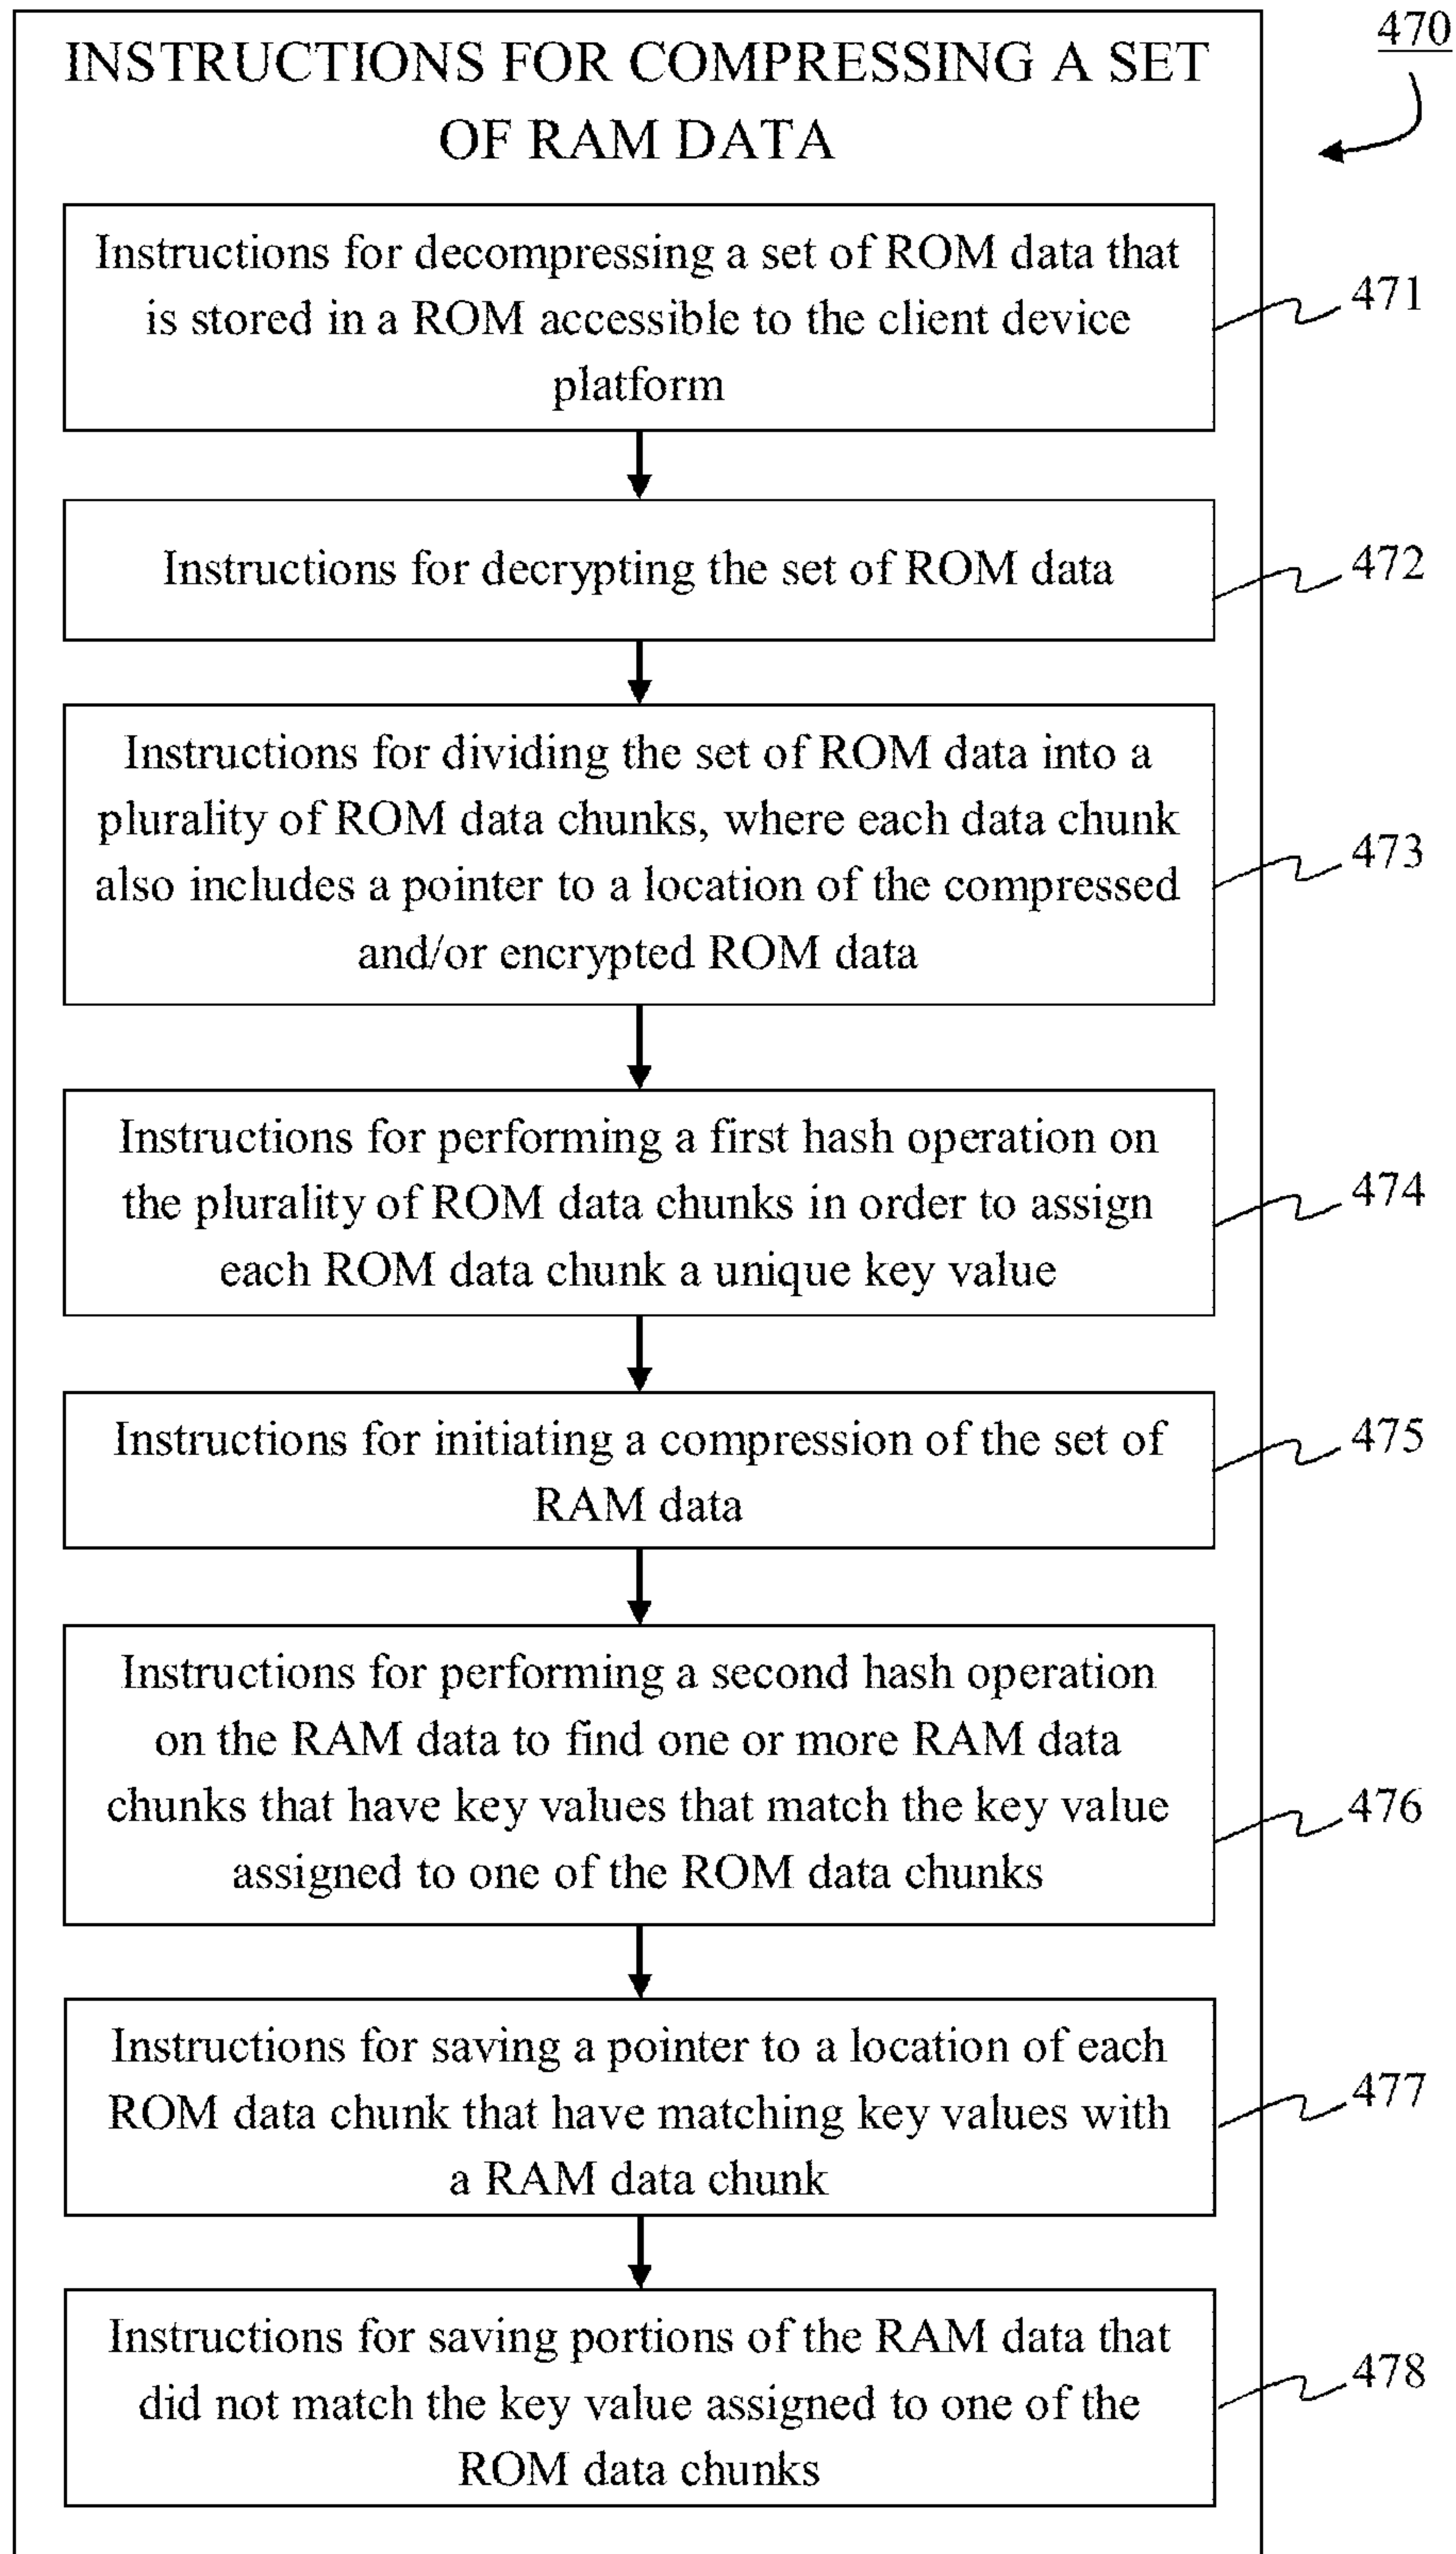 470
INSTRUCTIONS FOR COMPRESSING A SET
OF RAM DATA
Instructions for decompressing a set of ROM data that
is stored in a ROM accessible to the client device
platform
471
Instructions for decrypting the set of ROM data
472
Instructions for dividing the set of ROM data into a
plurality of ROM data chunks, where each data chunk
also includes a pointer to a location of the compressed
and/or encrypted ROM data
473
Instructions for performing a first hash operation on
the plurality of ROM data chunks in order to assign
each ROM data chunk a unique key value
474
Instructions for initiating a compression of the set of
RAM data
475
Instructions for performing a second hash operation
on the RAM data to find one or more RAM data
chunks that have key values that match the key value
assigned to one of the ROM data chunks
476
Instructions for saving a pointer to a location of each
ROM data chunk that have matching key values with
a RAM data chunk
477
Instructions for saving portions of the RAM data that
did not match the key value assigned to one of the
ROM data chunks
478